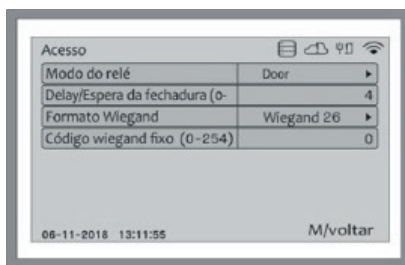 Acesso
Modo do relé Door
Delay/Espera da fechadura (0- 4
Formato Wiegand Wiegand 26
Código wiegand fixo (0-254) 0
06-11-2018 13:11:55 M/voltar